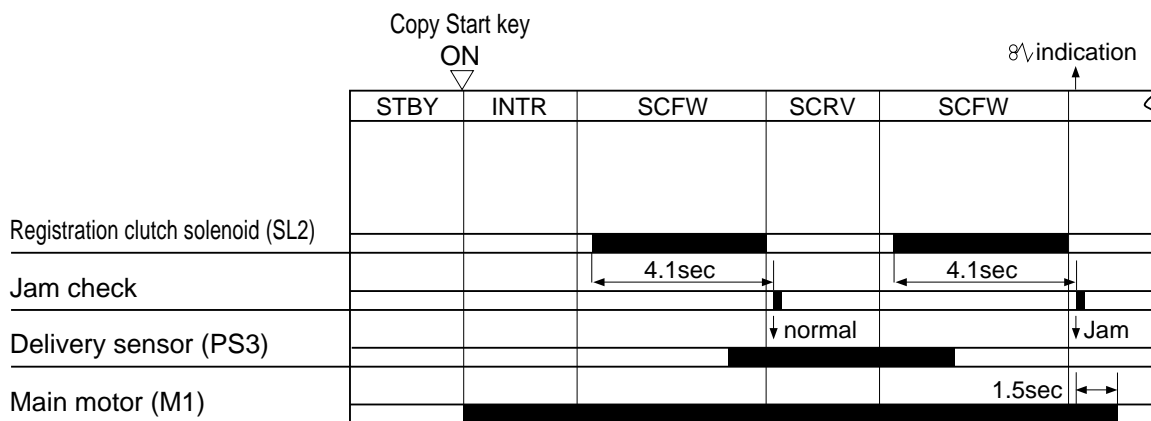 Copy Start key
ON
indication
STBY INTR SCFW SCRV SCFW
Registration clutch solenoid (SL2)
4.1sec 4.1sec
Jam check
normal Jam
Delivery sensor (PS3)
1.5sec
Main motor (M1)